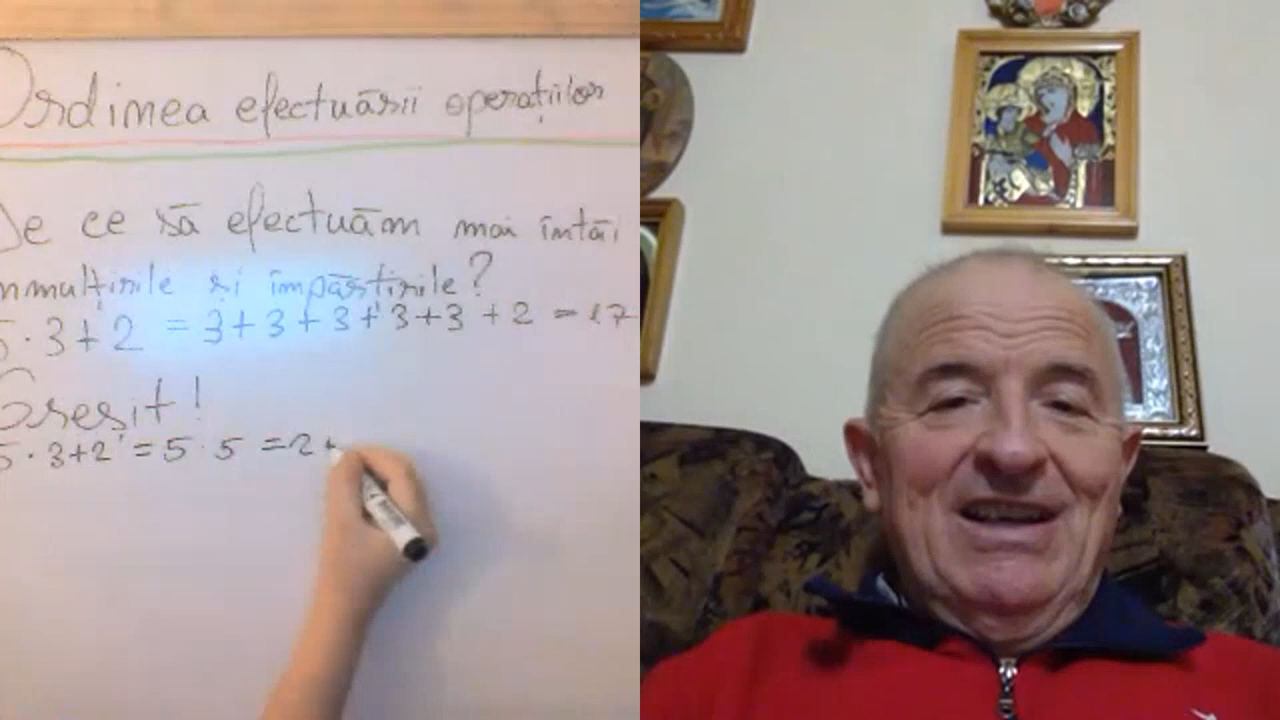 Ordinea efectuării operațiilor
De ce să efectuăm mai întâi
înmulțirile și împărțirile?
5 · 3 + 2 = 3 + 3 + 3 + 3 + 3 + 2 = 17
Greșit!
5 · 3 + 2 = 5 · 5 = 2